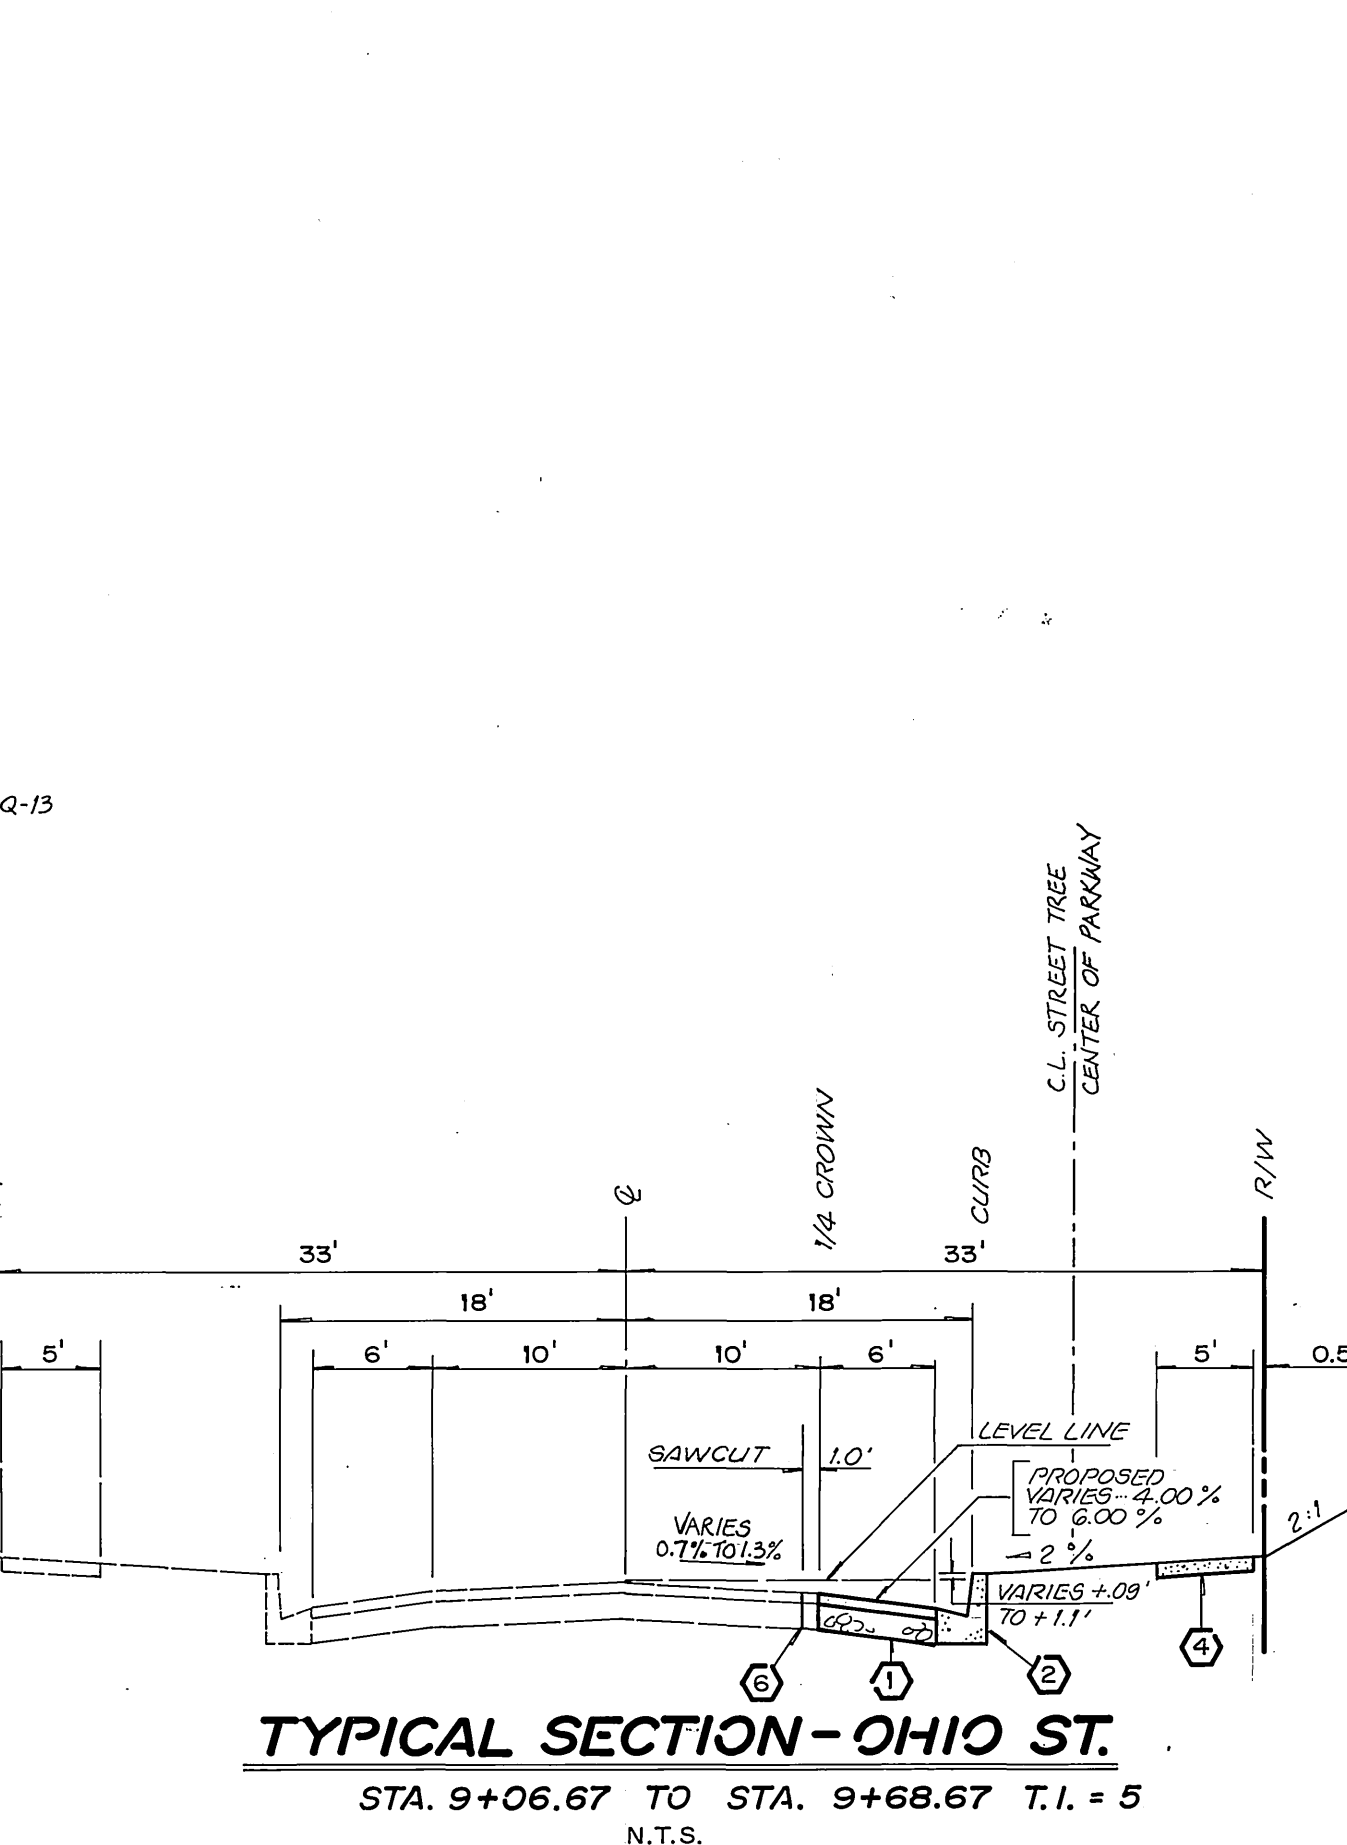 Q-13
C.L. STREET TREE
CENTER OF PARKWAY
1/4 CROWN
CURB
R/W
℄
33'
33'
18'
18'
5'
6'
10'
10'
6'
5'
0.5
LEVEL LINE
SAWCUT
1.0'
PROPOSED
VARIES 4.00%
TO 6.00%
VARIES
0.7% TO 1.3%
2%
2:1
VARIES +.09'
TO +1.1'
6
1
2
4
TYPICAL SECTION-OHIO ST.
STA. 9+06.67 TO STA. 9+68.67 T.I. = 5
N.T.S.